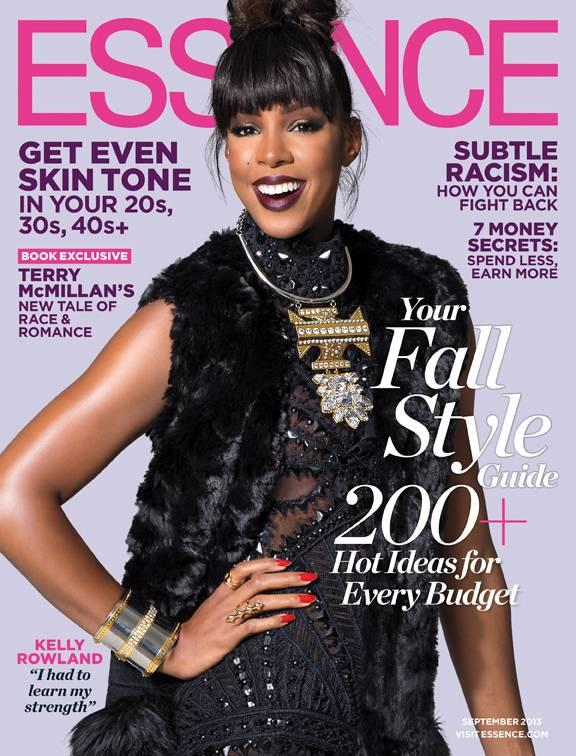 ESSENCE
GET EVEN
SKIN TONE
IN YOUR 20s,
30s, 40s+
BOOK EXCLUSIVE
TERRY
McMILLAN'S
NEW TALE OF
RACE &
ROMANCE
SUBTLE
RACISM:
HOW YOU CAN
FIGHT BACK
7 MONEY
SECRETS:
SPEND LESS,
EARN MORE
Your
Fall
Style
Guide
200+
Hot Ideas for
Every Budget
KELLY
ROWLAND
“I had to
learn my
strength”
SEPTEMBER 2013
VISIT ESSENCE.COM